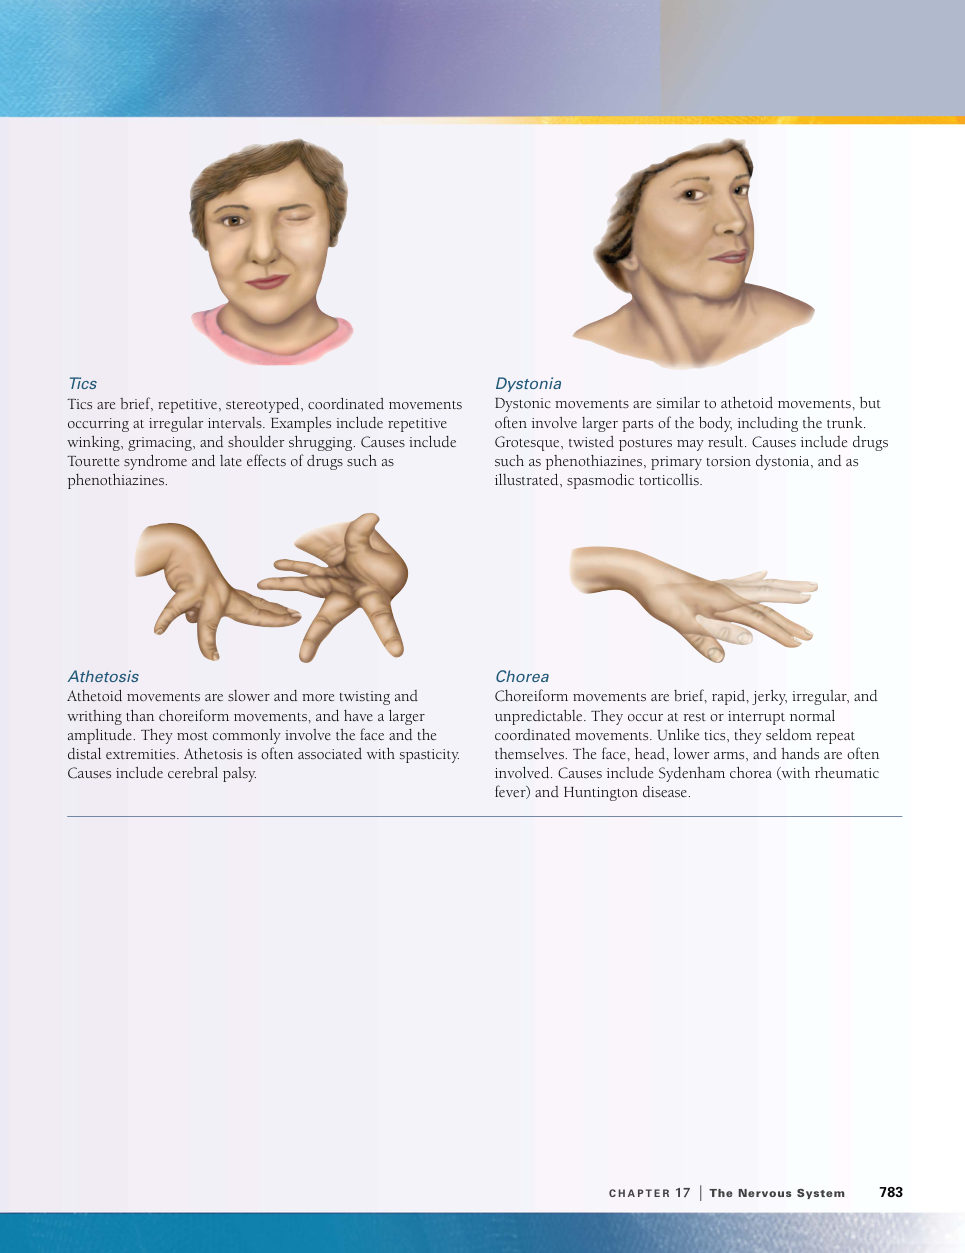 Tics
Tics are brief, repetitive, stereotyped, coordinated movements
occurring at irregular intervals. Examples include repetitive
winking, grimacing, and shoulder shrugging. Causes include
Tourette syndrome and late effects of drugs such as
phenothiazines.
Dystonia
Dystonic movements are similar to athetoid movements, but
often involve larger parts of the body, including the trunk.
Grotesque, twisted postures may result. Causes include drugs
such as phenothiazines, primary torsion dystonia, and as
illustrated, spasmodic torticollis.
Athetosis
Athetoid movements are slower and more twisting and
writhing than choreiform movements, and have a larger
amplitude. They most commonly involve the face and the
distal extremities. Athetosis is often associated with spasticity.
Causes include cerebral palsy.
Chorea
Choreiform movements are brief, rapid, jerky, irregular, and
unpredictable. They occur at rest or interrupt normal
coordinated movements. Unlike tics, they seldom repeat
themselves. The face, head, lower arms, and hands are often
involved. Causes include Sydenham chorea (with rheumatic
fever) and Huntington disease.
CHAPTER 17 | The Nervous System 783